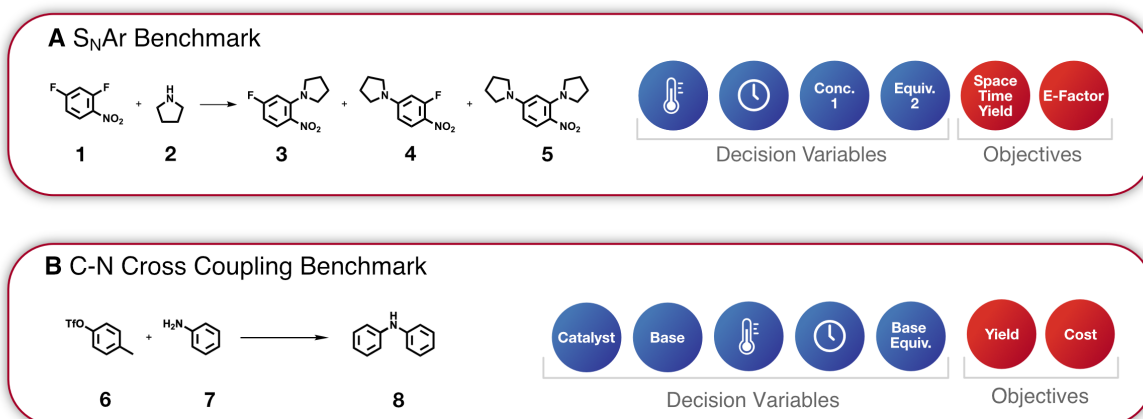 A SNAr Benchmark
F F NO2 + H N F N NO2 + N F NO2 + N N NO2
1 2 3 4 5
Conc. 1
Equiv. 2
Space Time Yield
E-Factor
Decision Variables Objectives
B C-N Cross Coupling Benchmark
TfO + H2N H N
6 7 8
Catalyst
Base
Base Equiv.
Yield
Cost
Decision Variables Objectives